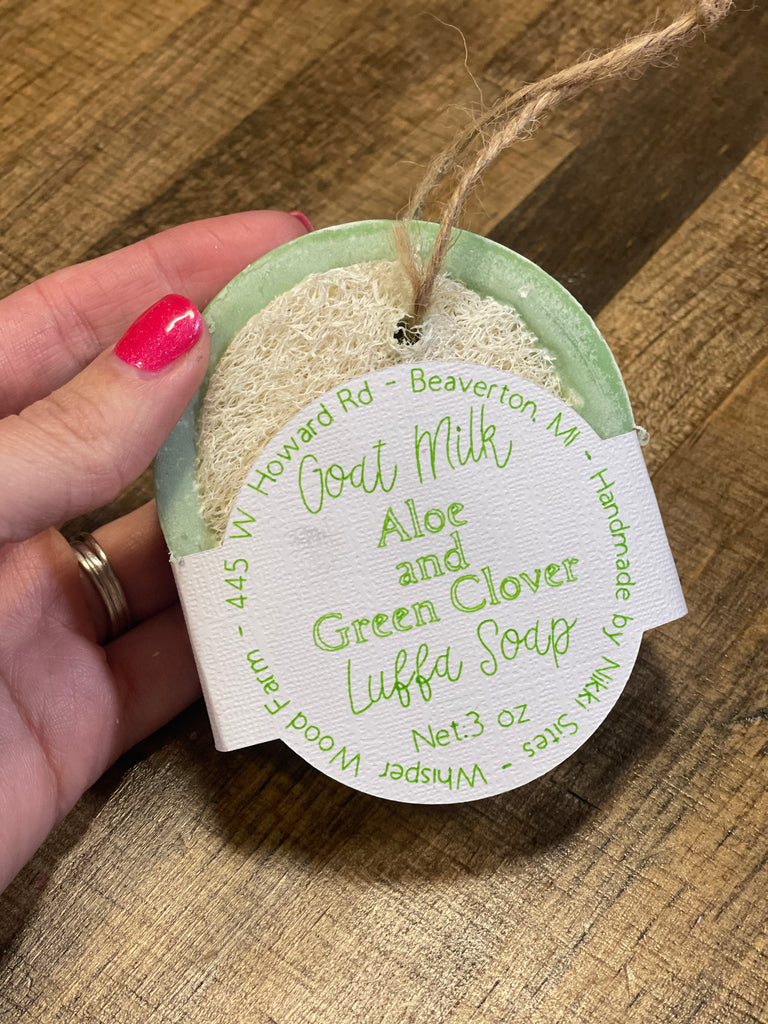 Goat Milk
Aloe
and
Green Clover
Luffa Soap
Net:3 oz
Whisper Wood Farm - 445 W Howard Rd - Beaverton, MI - Handmade by Nikki Sites -